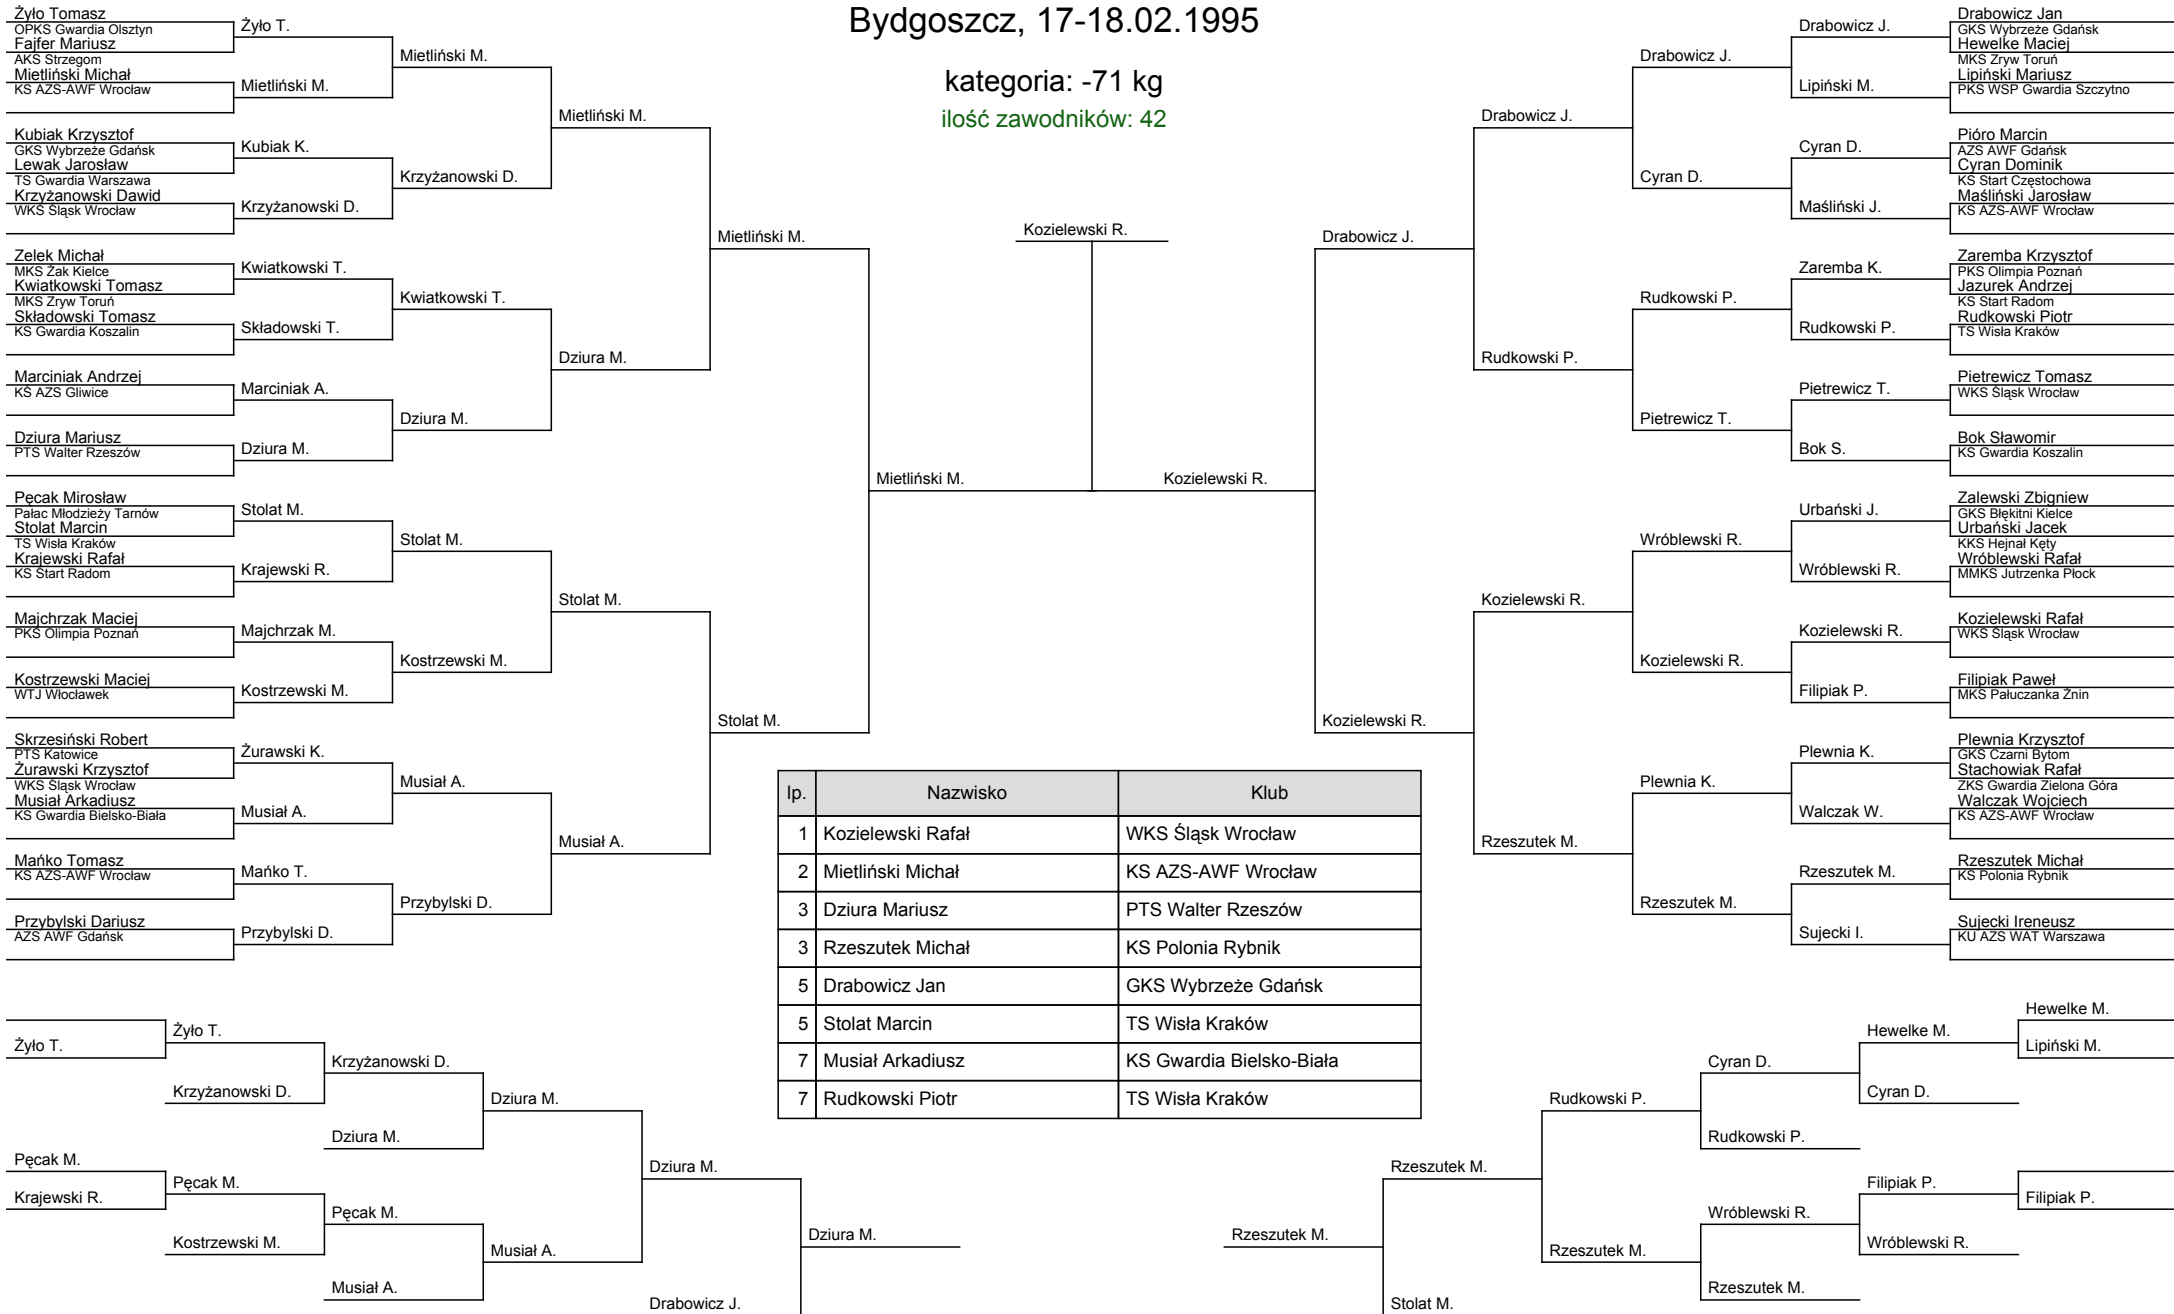 Bydgoszcz, 17-18.02.1995
kategoria: -71 kg
ilość zawodników: 42
Żyło Tomasz
OPKS Gwardia Olsztyn
Fajfer Mariusz
AKS Strzegom
Mietliński Michał
KS AZS-AWF Wrocław
Kubiak Krzysztof
GKS Wybrzeże Gdańsk
Lewak Jarosław
TS Gwardia Warszawa
Krzyżanowski Dawid
WKS Śląsk Wrocław
Zelek Michał
MKS Żak Kielce
Kwiatkowski Tomasz
MKS Zryw Toruń
Składowski Tomasz
KS Gwardia Koszalin
Marciniak Andrzej
KS AZS Gliwice
Dziura Mariusz
PTS Walter Rzeszów
Pęcak Mirosław
Pałac Młodzieży Tarnów
Stolat Marcin
TS Wisła Kraków
Krajewski Rafał
KS Start Radom
Majchrzak Maciej
PKS Olimpia Poznań
Kostrzewski Maciej
WTJ Włocławek
Skrzesiński Robert
PTS Katowice
Żurawski Krzysztof
WKS Śląsk Wrocław
Musiał Arkadiusz
KS Gwardia Bielsko-Biała
Mańko Tomasz
KS AZS-AWF Wrocław
Przybylski Dariusz
AZS AWF Gdańsk
Żyło T.
Mietliński M.
Kubiak K.
Krzyżanowski D.
Kwiatkowski T.
Składowski T.
Marciniak A.
Dziura M.
Stolat M.
Krajewski R.
Majchrzak M.
Kostrzewski M.
Żurawski K.
Musiał A.
Mańko T.
Przybylski D.
Mietliński M.
Krzyżanowski D.
Kwiatkowski T.
Dziura M.
Stolat M.
Kostrzewski M.
Musiał A.
Przybylski D.
Mietliński M.
Dziura M.
Stolat M.
Musiał A.
Mietliński M.
Stolat M.
Mietliński M.
Kozielewski R.
Kozielewski R.
Drabowicz J.
Kozielewski R.
Drabowicz J.
Rudkowski P.
Kozielewski R.
Rzeszutek M.
Drabowicz J.
Cyran D.
Rudkowski P.
Pietrewicz T.
Wróblewski R.
Kozielewski R.
Plewnia K.
Rzeszutek M.
Drabowicz J.
Lipiński M.
Cyran D.
Maśliński J.
Zaremba K.
Rudkowski P.
Pietrewicz T.
Bok S.
Urbański J.
Wróblewski R.
Kozielewski R.
Filipiak P.
Plewnia K.
Walczak W.
Rzeszutek M.
Sujecki I.
Drabowicz Jan
GKS Wybrzeże Gdańsk
Hewelke Maciej
MKS Zryw Toruń
Lipiński Mariusz
PKS WSP Gwardia Szczytno
Pióro Marcin
AZS AWF Gdańsk
Cyran Dominik
KS Start Częstochowa
Maśliński Jarosław
KS AZS-AWF Wrocław
Zaremba Krzysztof
PKS Olimpia Poznań
Jazurek Andrzej
KS Start Radom
Rudkowski Piotr
TS Wisła Kraków
Pietrewicz Tomasz
WKS Śląsk Wrocław
Bok Sławomir
KS Gwardia Koszalin
Zalewski Zbigniew
GKS Błękitni Kielce
Urbański Jacek
KKS Hejnał Kęty
Wróblewski Rafał
MMKS Jutrzenka Płock
Kozielewski Rafał
WKS Śląsk Wrocław
Filipiak Paweł
MKS Pałuczanka Żnin
Plewnia Krzysztof
GKS Czarni Bytom
Stachowiak Rafał
ZKS Gwardia Zielona Góra
Walczak Wojciech
KS AZS-AWF Wrocław
Rzeszutek Michał
KS Polonia Rybnik
Sujecki Ireneusz
KU AZS WAT Warszawa
lp. Nazwisko Klub
1 Kozielewski Rafał WKS Śląsk Wrocław
2 Mietliński Michał KS AZS-AWF Wrocław
3 Dziura Mariusz PTS Walter Rzeszów
3 Rzeszutek Michał KS Polonia Rybnik
5 Drabowicz Jan GKS Wybrzeże Gdańsk
5 Stolat Marcin TS Wisła Kraków
7 Musiał Arkadiusz KS Gwardia Bielsko-Biała
7 Rudkowski Piotr TS Wisła Kraków
Żyło T.
Pęcak M.
Krajewski R.
Żyło T.
Krzyżanowski D.
Pęcak M.
Kostrzewski M.
Krzyżanowski D.
Dziura M.
Pęcak M.
Musiał A.
Dziura M.
Musiał A.
Dziura M.
Drabowicz J.
Dziura M.
Rzeszutek M.
Rzeszutek M.
Stolat M.
Rudkowski P.
Rzeszutek M.
Cyran D.
Rudkowski P.
Wróblewski R.
Rzeszutek M.
Hewelke M.
Cyran D.
Filipiak P.
Wróblewski R.
Hewelke M.
Lipiński M.
Filipiak P.